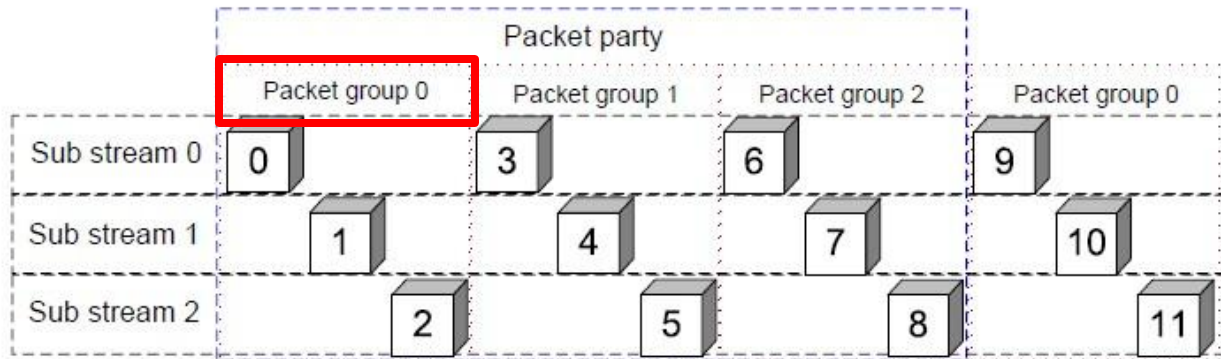 Packet party
Packet group 0 Packet group 1 Packet group 2 Packet group 0
Sub stream 0 0 3 6 9
Sub stream 1 1 4 7 10
Sub stream 2 2 5 8 11